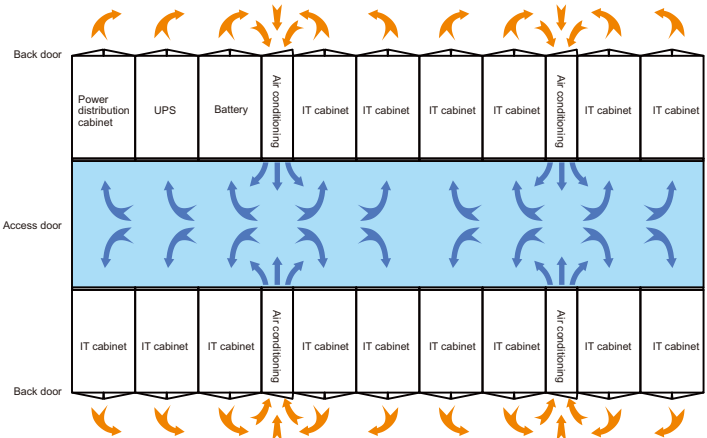 Back door
Power
distribution
cabinet
UPS
Battery
Air conditioning
IT cabinet
IT cabinet
IT cabinet
IT cabinet
Air conditioning
IT cabinet
IT cabinet
Access door
IT cabinet
IT cabinet
IT cabinet
Air conditioning
IT cabinet
IT cabinet
IT cabinet
IT cabinet
Air conditioning
IT cabinet
IT cabinet
Back door